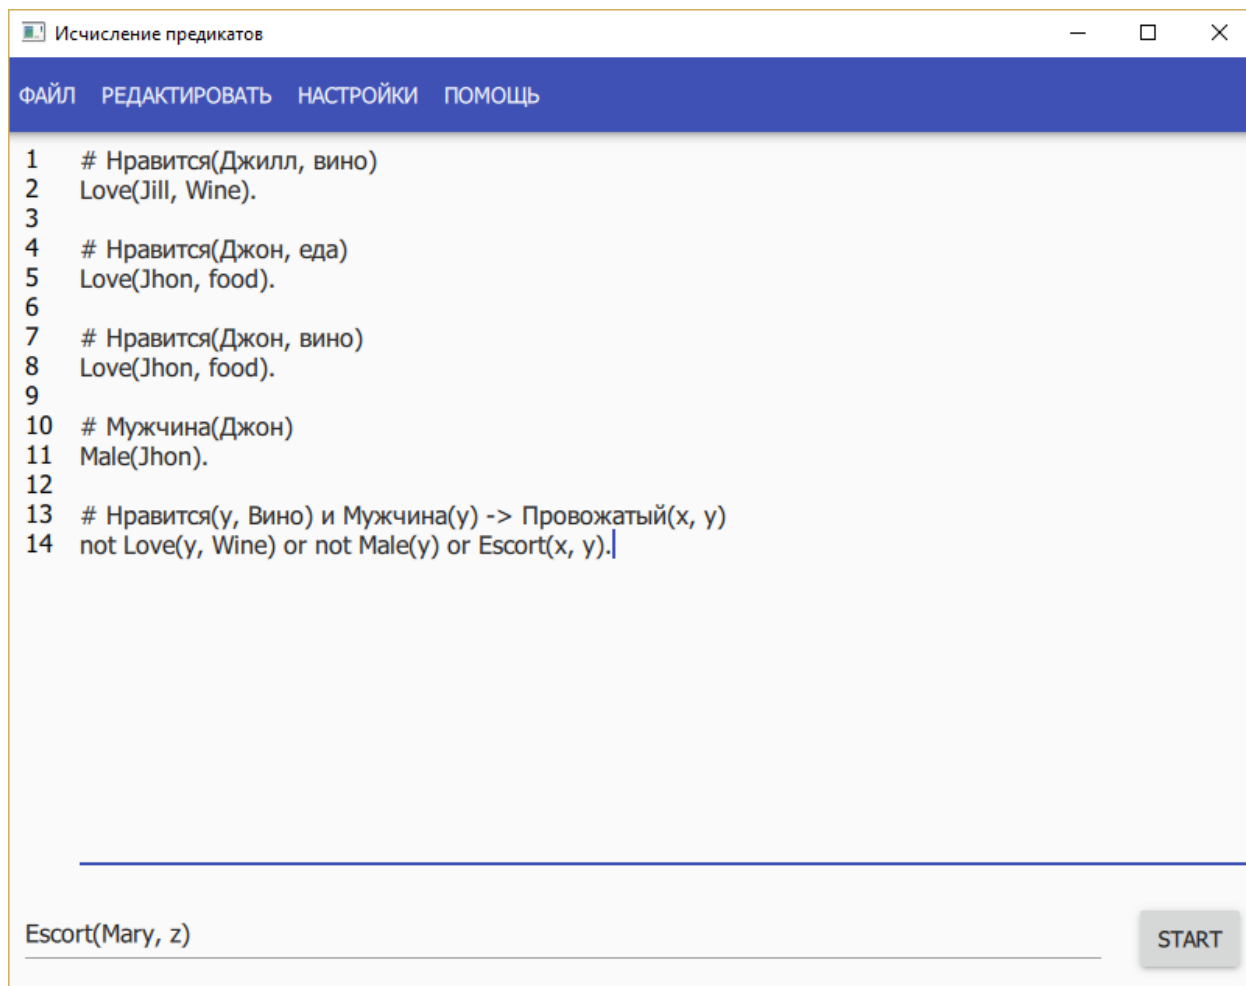 Исчисление предикатов
ФАЙЛ РЕДАКТИРОВАТЬ НАСТРОЙКИ ПОМОЩЬ
1 # Нравится(Джилл, вино)
2 Love(Jill, Wine).
3
4 # Нравится(Джон, еда)
5 Love(Jhon, food).
6
7 # Нравится(Джон, вино)
8 Love(Jhon, food).
9
10 # Мужчина(Джон)
11 Male(Jhon).
12
13 # Нравится(y, Вино) и Мужчина(y) -> Провожатый(x, y)
14 not Love(y, Wine) or not Male(y) or Escort(x, y).
Escort(Mary, z)
START